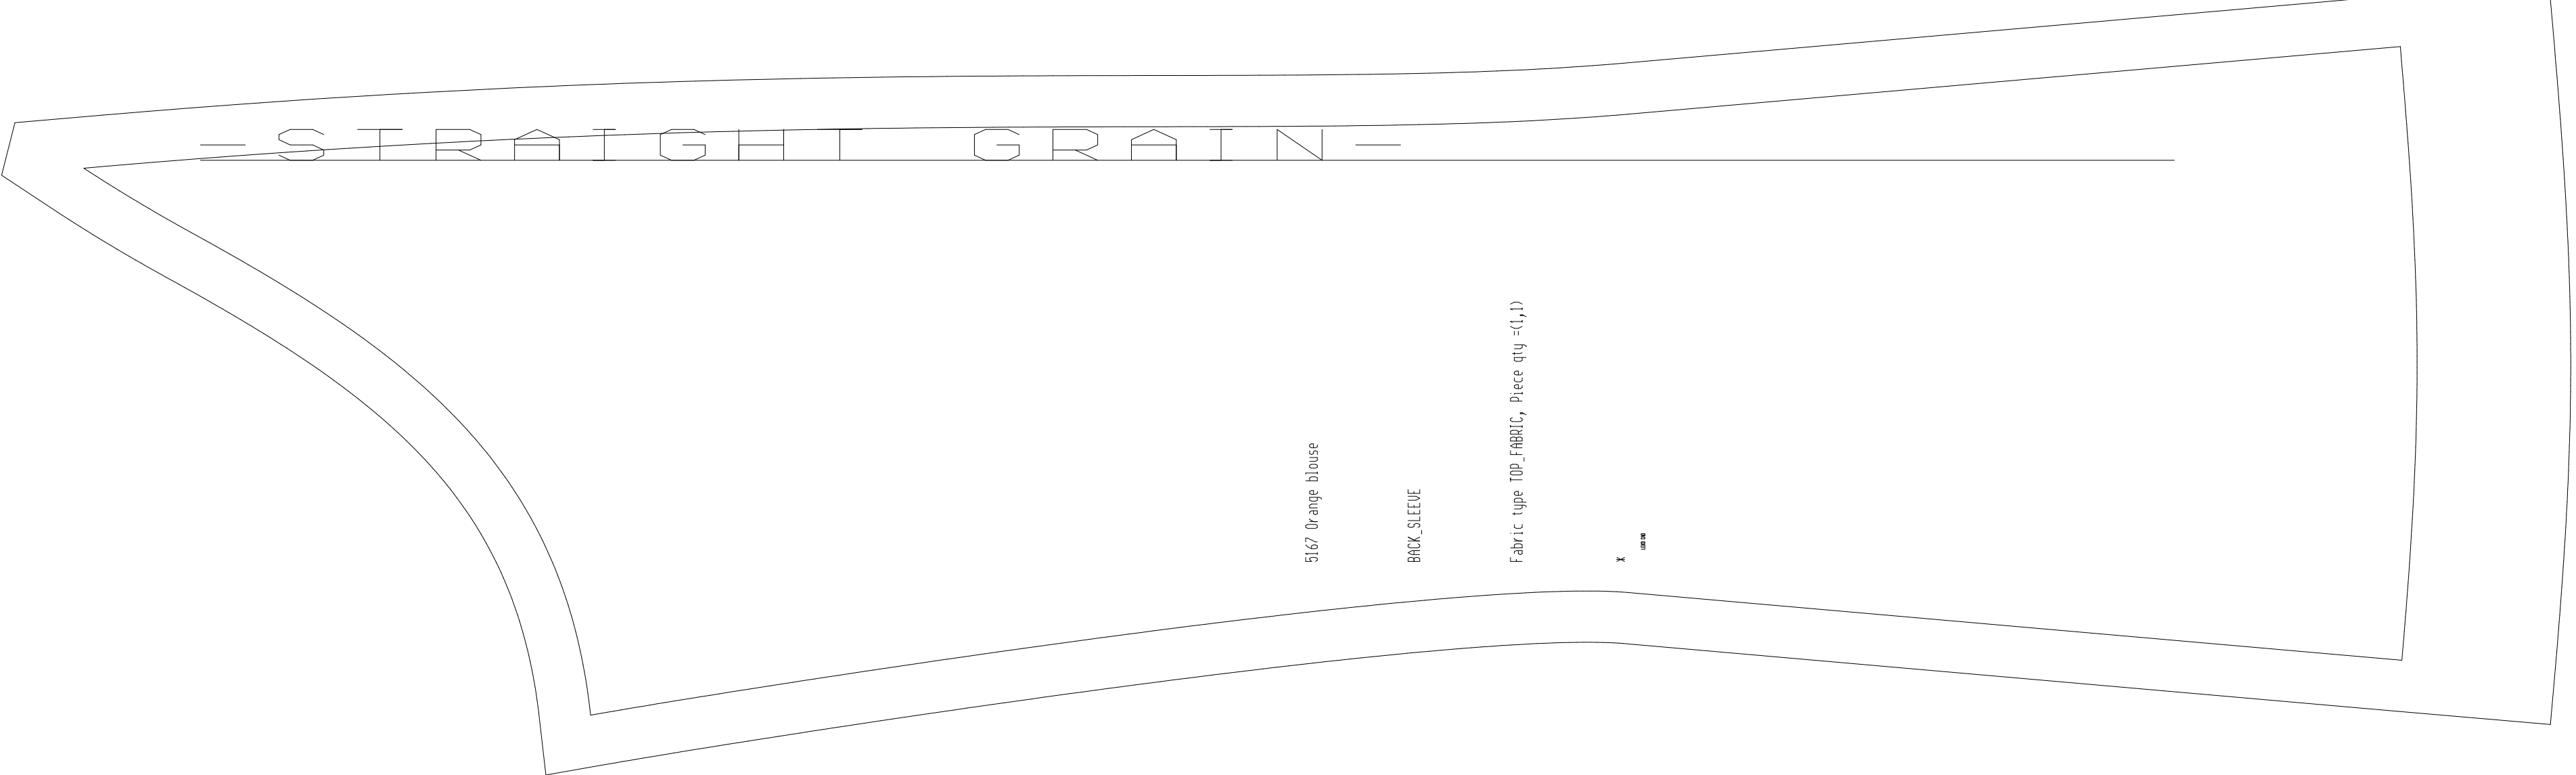 -STRAIGHT GRAIN-
5167 Orange blouse
BACK_SLEEVE
Fabric type TOP_FABRIC, Piece qty =(1,1)